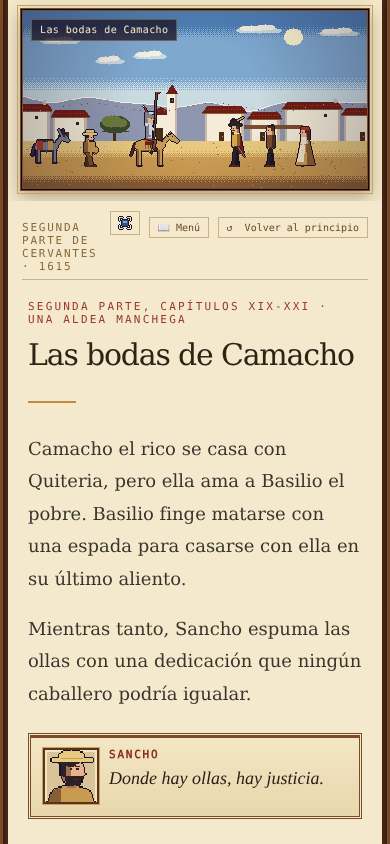 Las bodas de Camacho
SEGUNDA
PARTE DE
CERVANTES
· 1615
📖 Menú
↺ Volver al principio
SEGUNDA PARTE, CAPÍTULOS XIX-XXI ·
UNA ALDEA MANCHEGA
Las bodas de Camacho
Camacho el rico se casa con
Quiteria, pero ella ama a Basilio el
pobre. Basilio finge matarse con
una espada para casarse con ella en
su último aliento.
Mientras tanto, Sancho espuma las
ollas con una dedicación que ningún
caballero podría igualar.
SANCHO
Donde hay ollas, hay justicia.